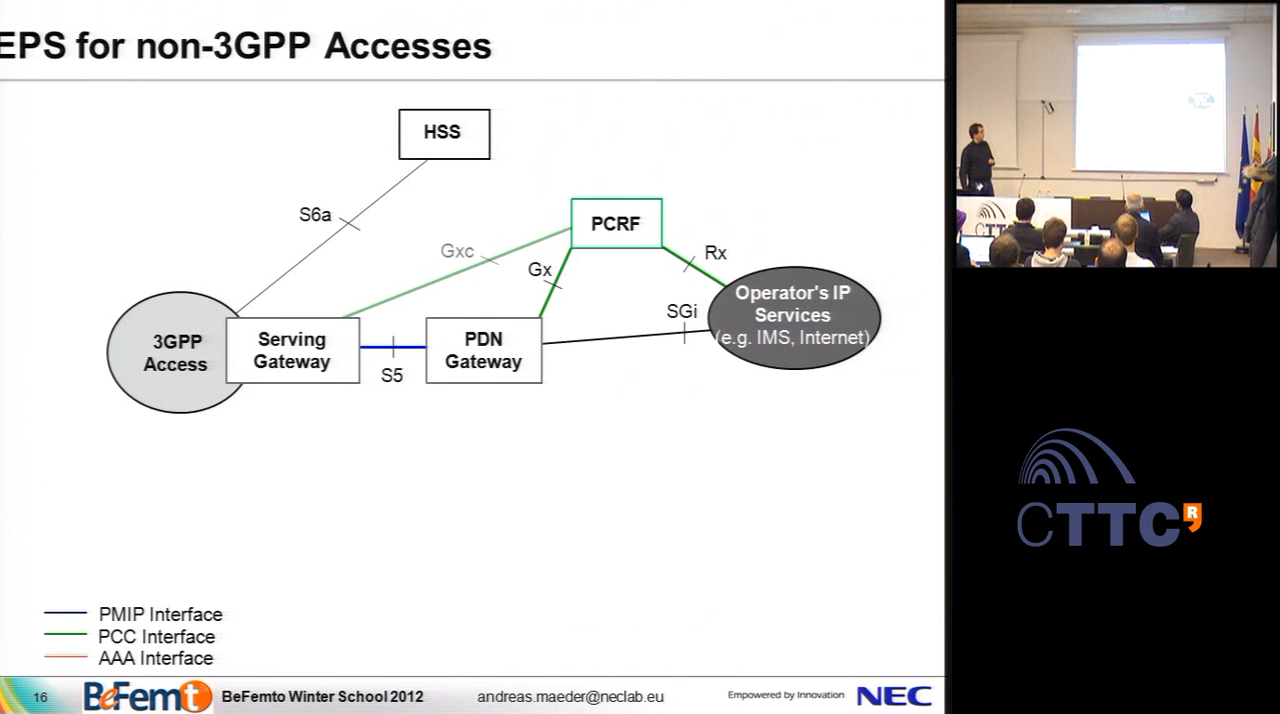 EPS for non-3GPP Accesses
HSS
S6a
PCRF
Gxc
Gx
Rx
Operator's IP
Services
(e.g. IMS, Internet)
SGi
3GPP
Access
Serving
Gateway
S5
PDN
Gateway
PMIP Interface
PCC Interface
AAA Interface
16
BeFemt
BeFemto Winter School 2012
andreas.maeder@neclab.eu
Empowered by Innovation
NEC
CTTC
CTTC R